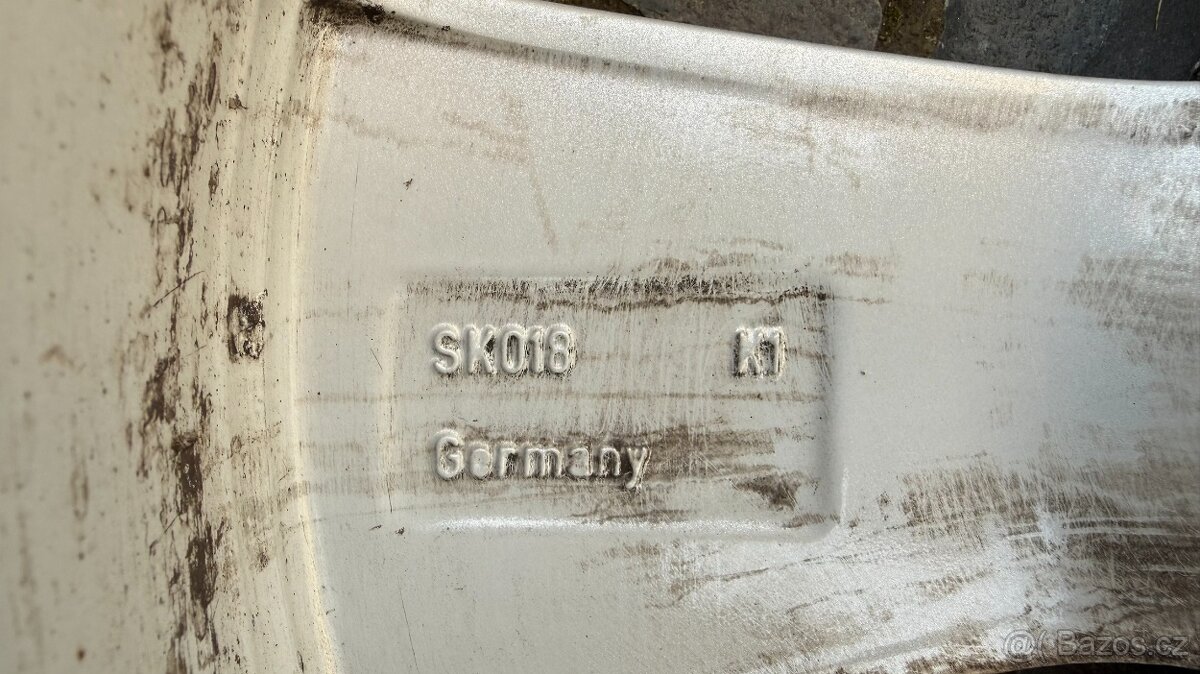 SK018 K1
Germany
@( Bazos.cz